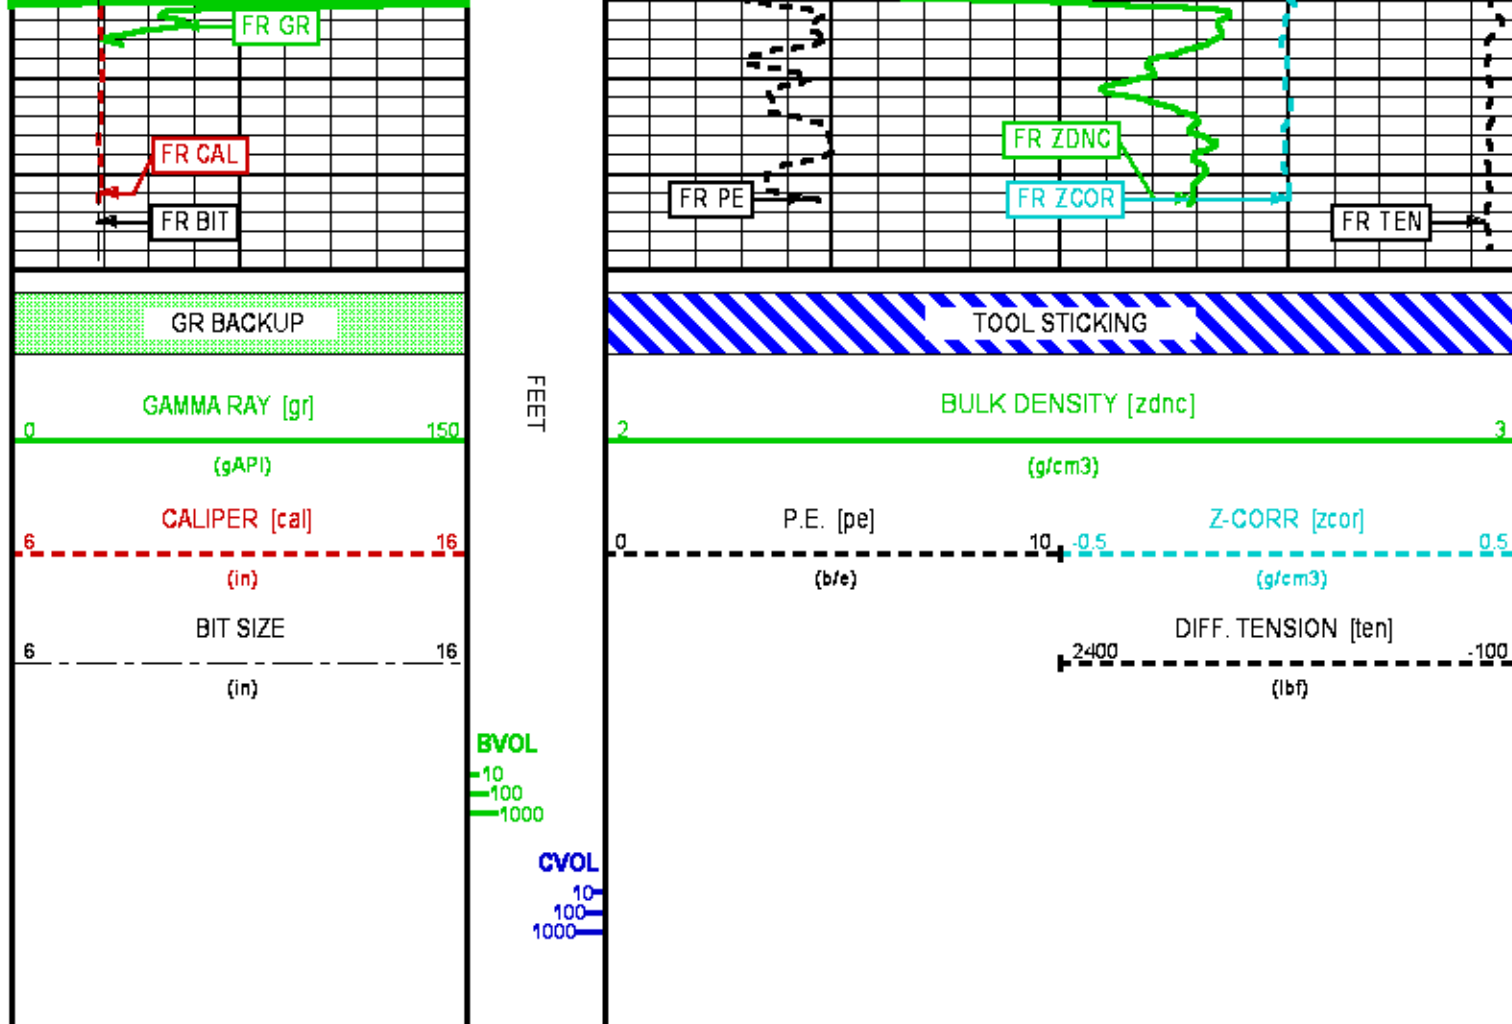 FR GR
FR CAL
FR BIT
FR PE
FR ZDNC
FR ZCOR
FR TEN
GR BACKUP
TOOL STICKING
FEET
GAMMA RAY [gr]
0 150
(gAPI)
CALIPER [cal]
6 16
(in)
BIT SIZE
6 16
(in)
BULK DENSITY [zdnc]
2 3
(g/cm3)
P.E. [pe]
0 10
(b/e)
Z-CORR [zcor]
-0.5 0.5
(g/cm3)
DIFF. TENSION [ten]
2400 -100
(lbf)
BVOL
10
100
1000
CVOL
10
100
1000